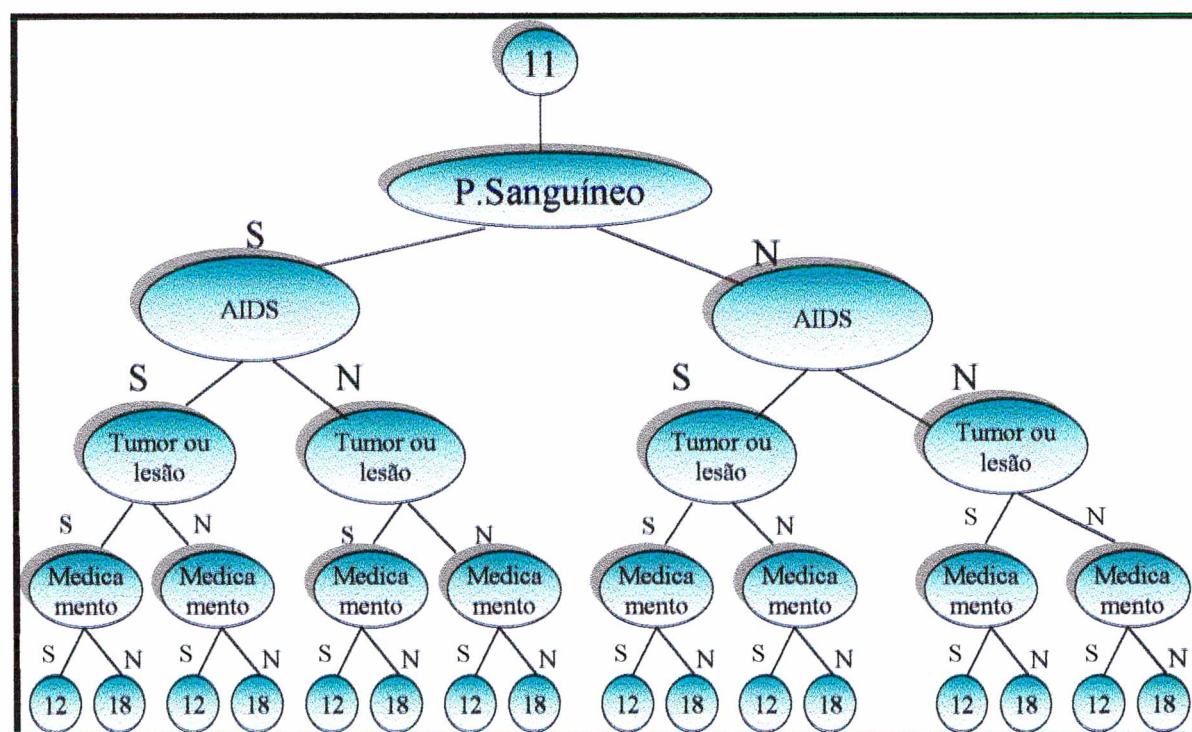 11
P.Sanguíneo
S N
AIDS AIDS
S N S N
Tumor ou Tumor ou Tumor ou Tumor ou
lesão lesão lesão lesão
S N S N S N S N
Medica Medica Medica Medica Medica Medica Medica Medica
mento mento mento mento mento mento mento mento
S N S N S N S N S N S N S N S N
12 18 12 18 12 18 12 18 12 18 12 18 12 18 12 18